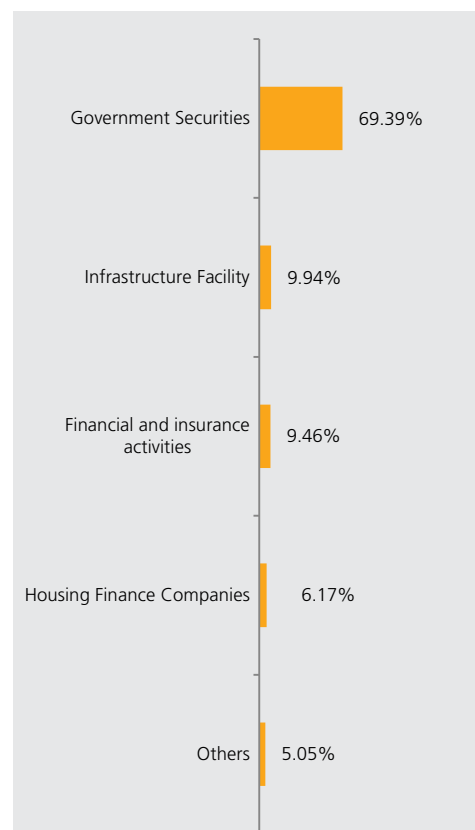 Government Securities 69.39%
Infrastructure Facility 9.94%
Financial and insurance
activities 9.46%
Housing Finance Companies 6.17%
Others 5.05%